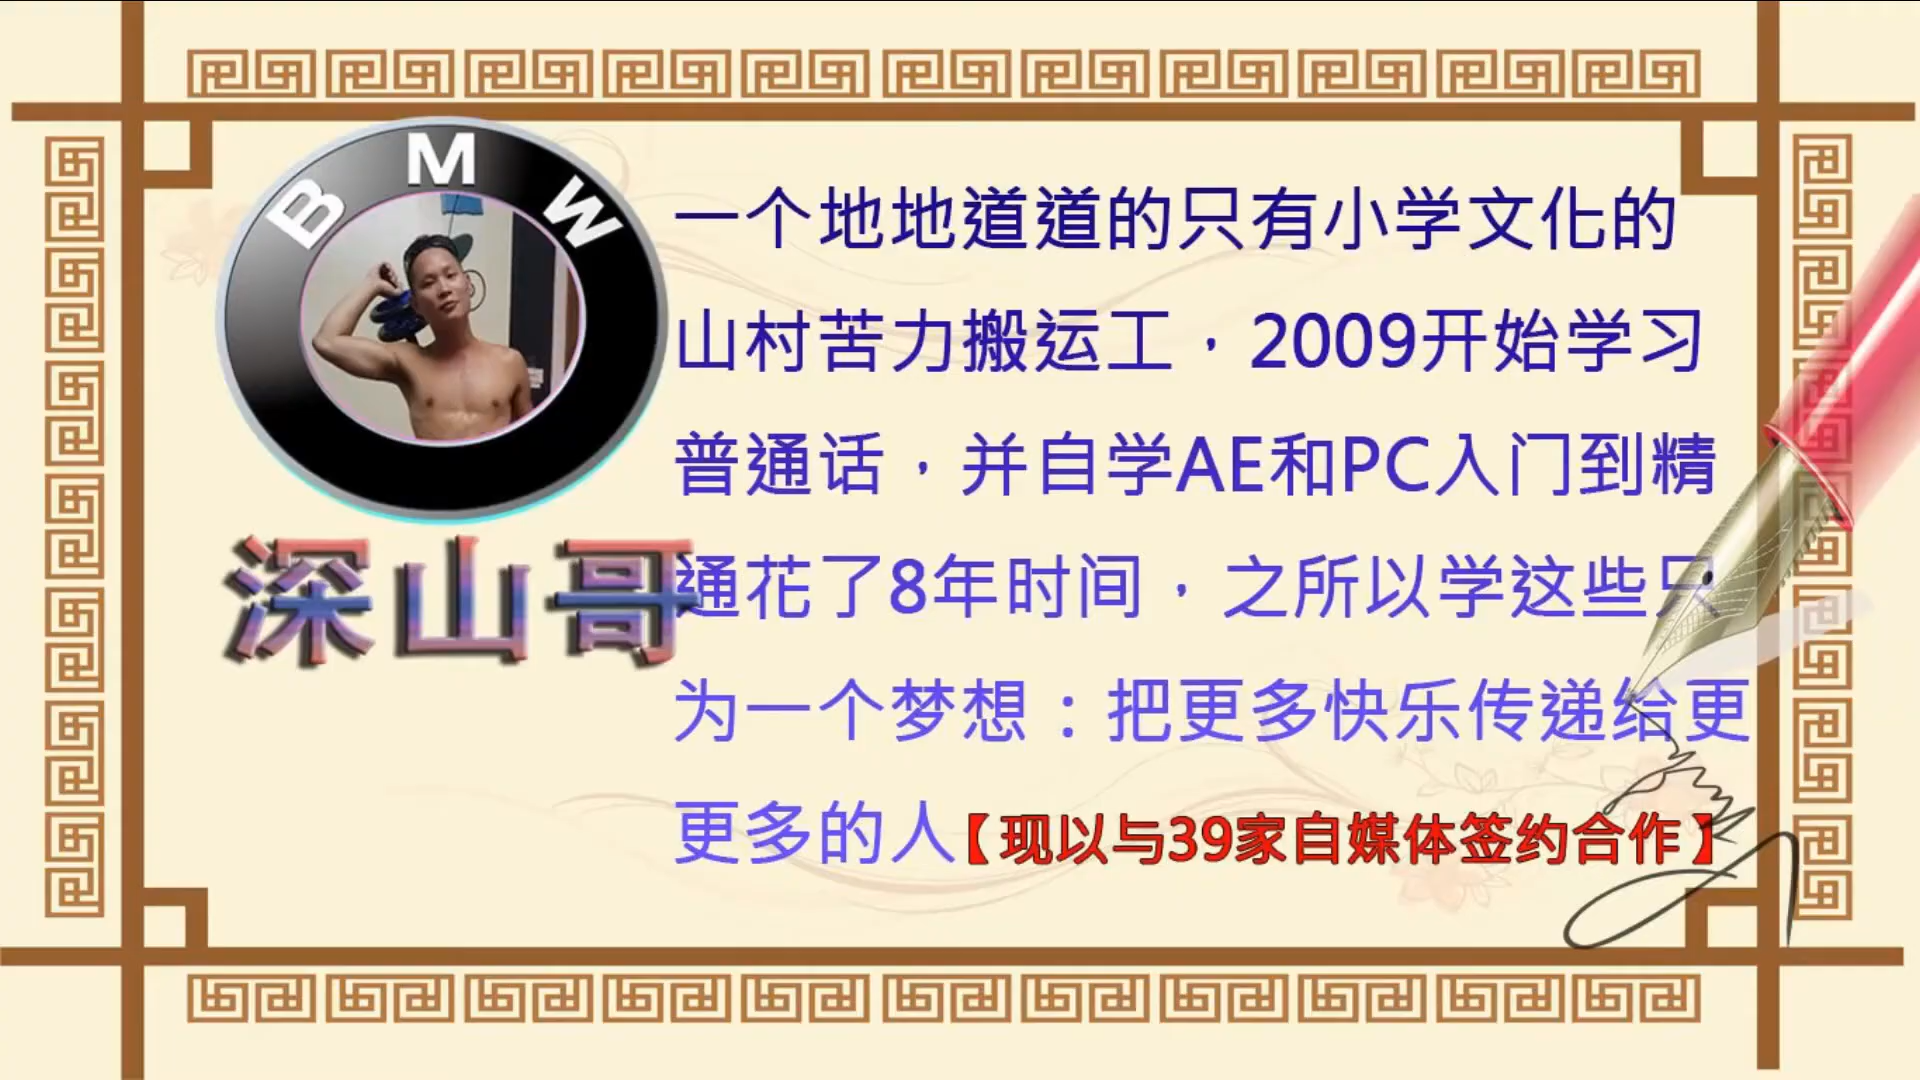 BMW
深山哥
一个地地道道的只有小学文化的
山村苦力搬运工，2009开始学习
普通话，并自学AE和PC入门到精
通花了8年时间，之所以学这些只
为一个梦想：把更多快乐传递给更
更多的人【现以与39家自媒体签约合作】